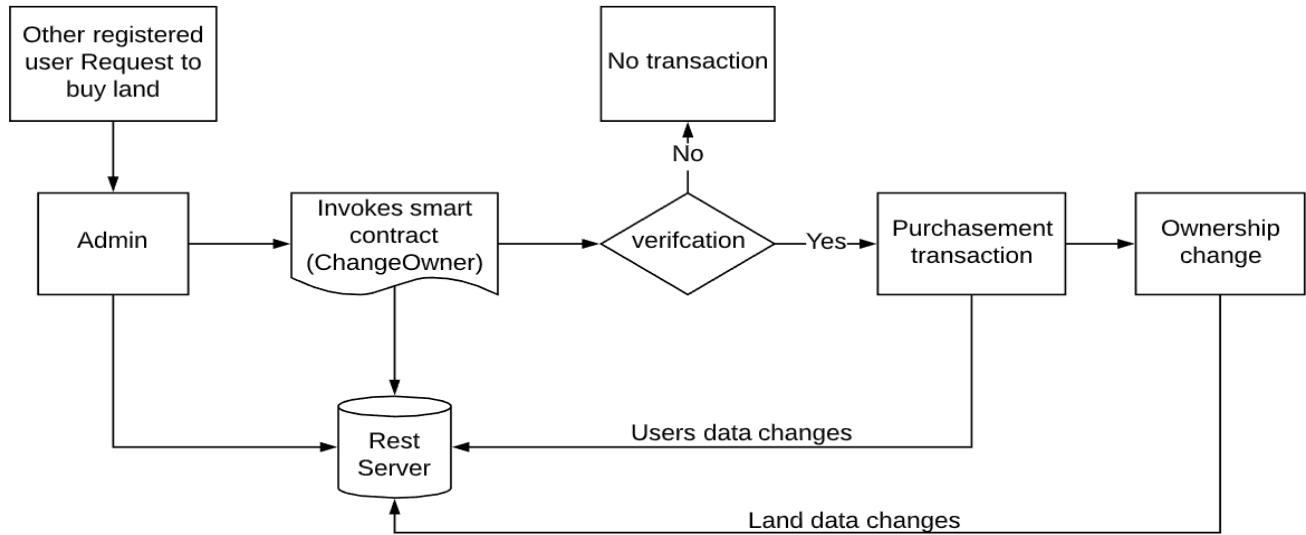 Other registered
user Request to
buy land
No transaction
No
Admin
Invokes smart
contract
(ChangeOwner)
verifcation
Yes
Purchasement
transaction
Ownership
change
Rest
Server
Users data changes
Land data changes